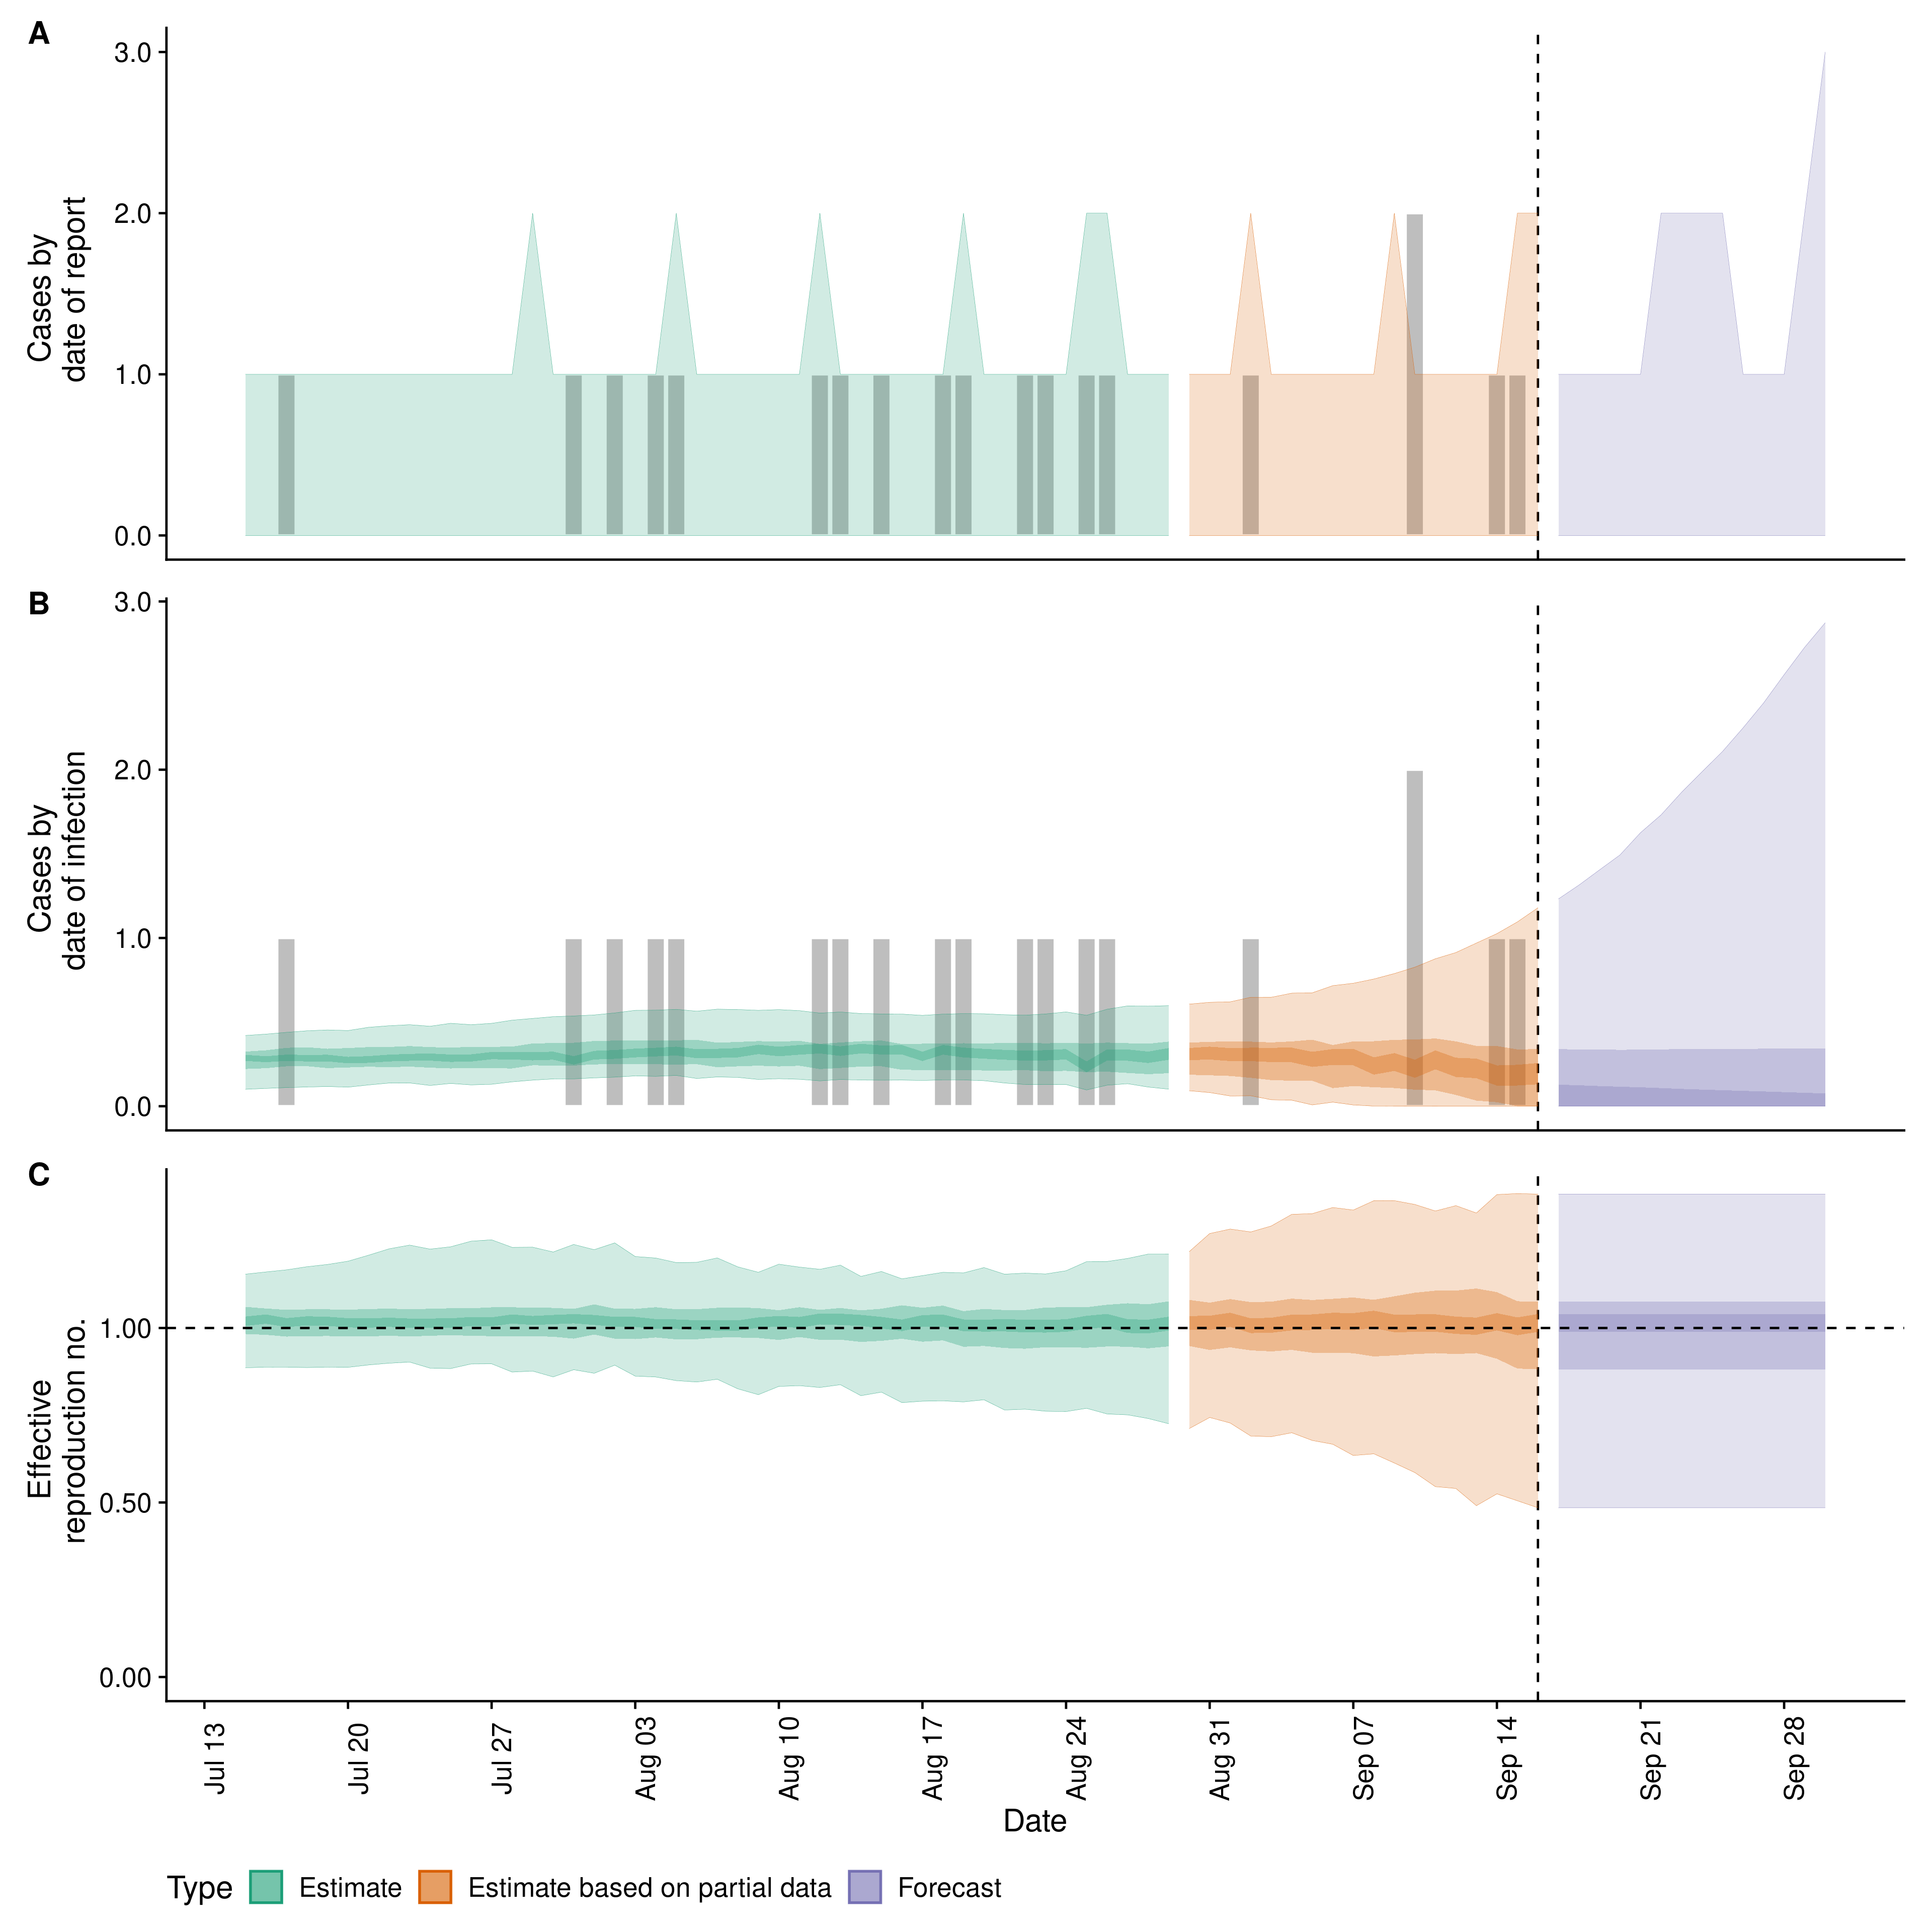 A
3.0
2.0
1.0
0.0
Cases by
date of report
B
3.0
2.0
1.0
0.0
Cases by
date of infection
C
1.00
0.50
0.00
Effective
reproduction no.
Jul 13
Jul 20
Jul 27
Aug 03
Aug 10
Aug 17
Aug 24
Aug 31
Sep 07
Sep 14
Sep 21
Sep 28
Date
Type Estimate Estimate based on partial data Forecast